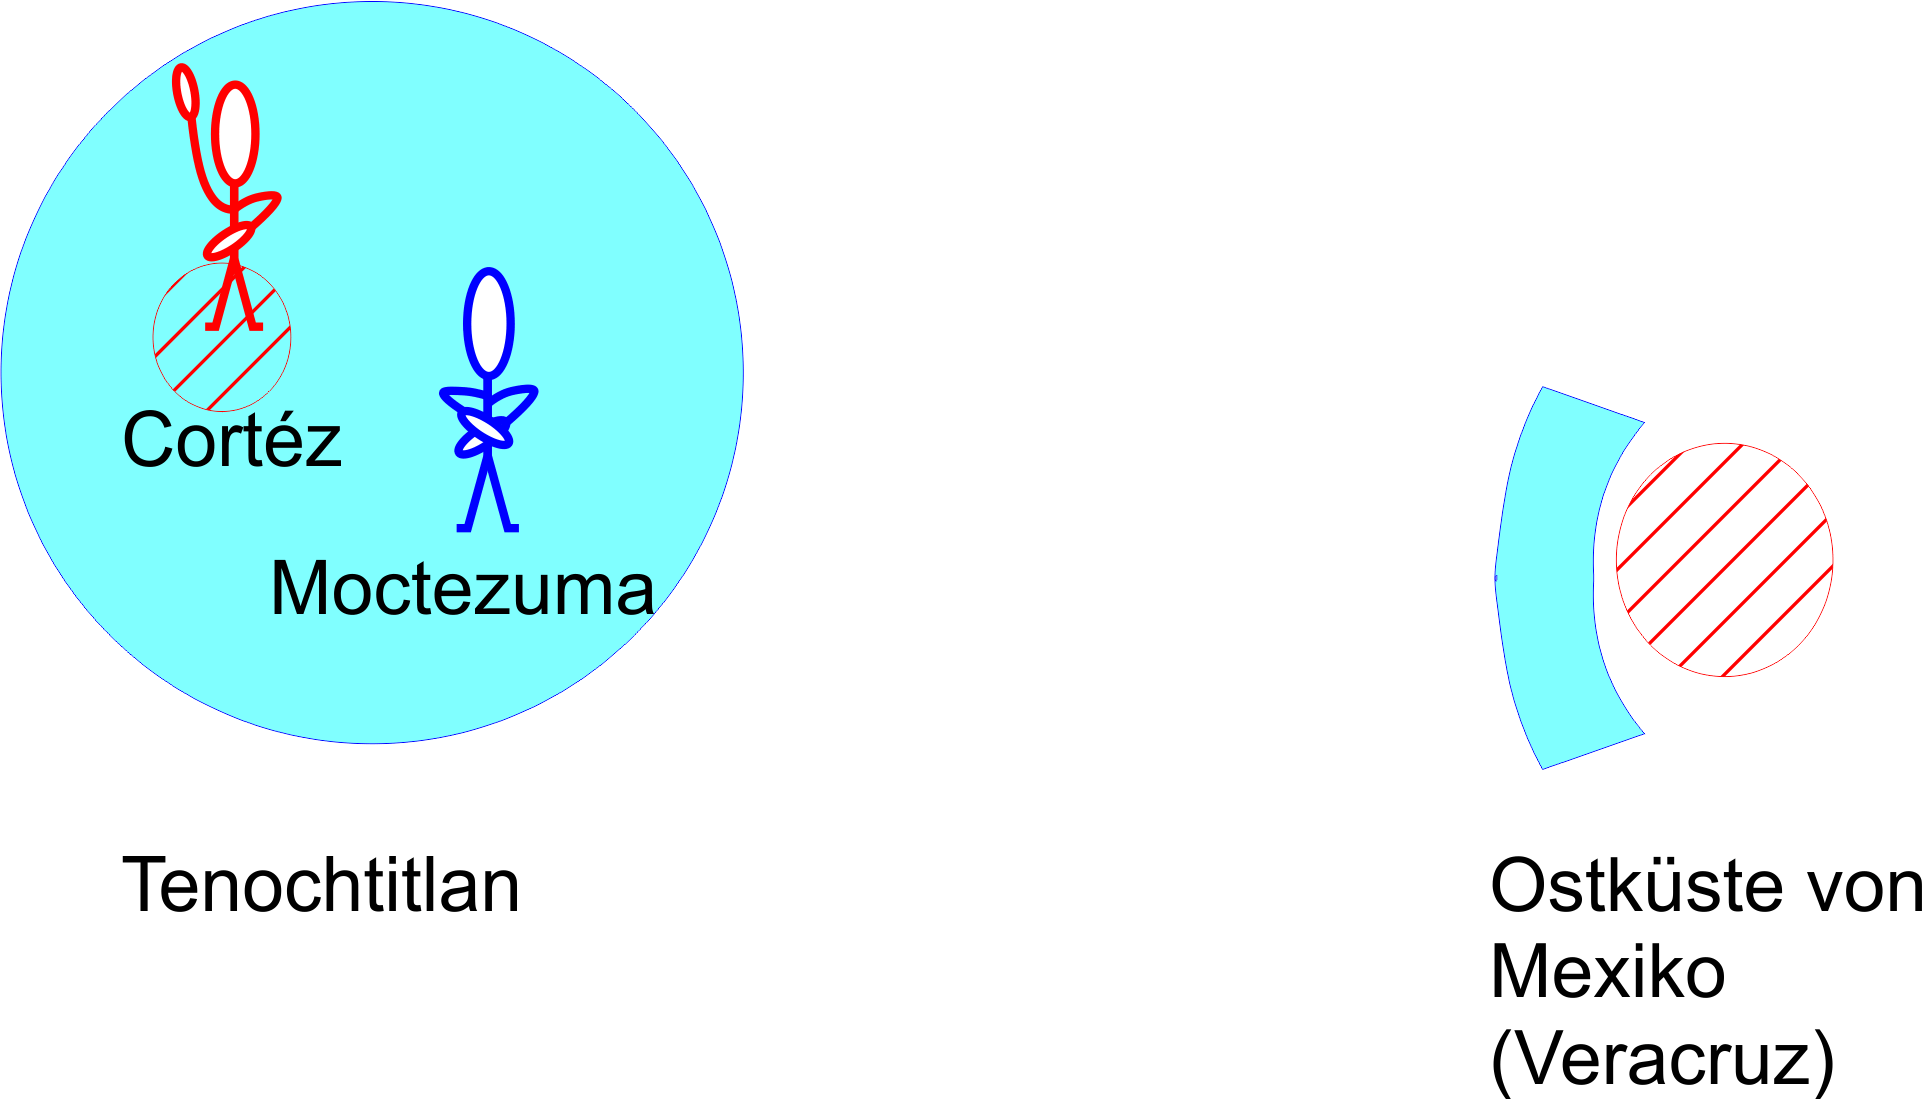 Cortéz
Moctezuma
Tenochtitlan
Ostküste von
Mexiko
(Veracruz)